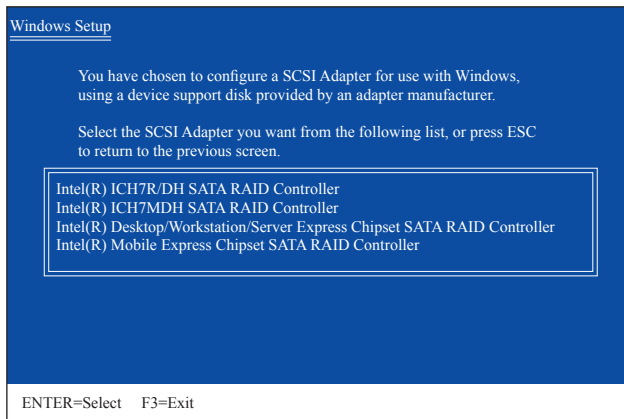 Windows Setup
You have chosen to configure a SCSI Adapter for use with Windows,
using a device support disk provided by an adapter manufacturer.
Select the SCSI Adapter you want from the following list, or press ESC
to return to the previous screen.
Intel(R) ICH7R/DH SATA RAID Controller
Intel(R) ICH7MDH SATA RAID Controller
Intel(R) Desktop/Workstation/Server Express Chipset SATA RAID Controller
Intel(R) Mobile Express Chipset SATA RAID Controller
ENTER=Select F3=Exit